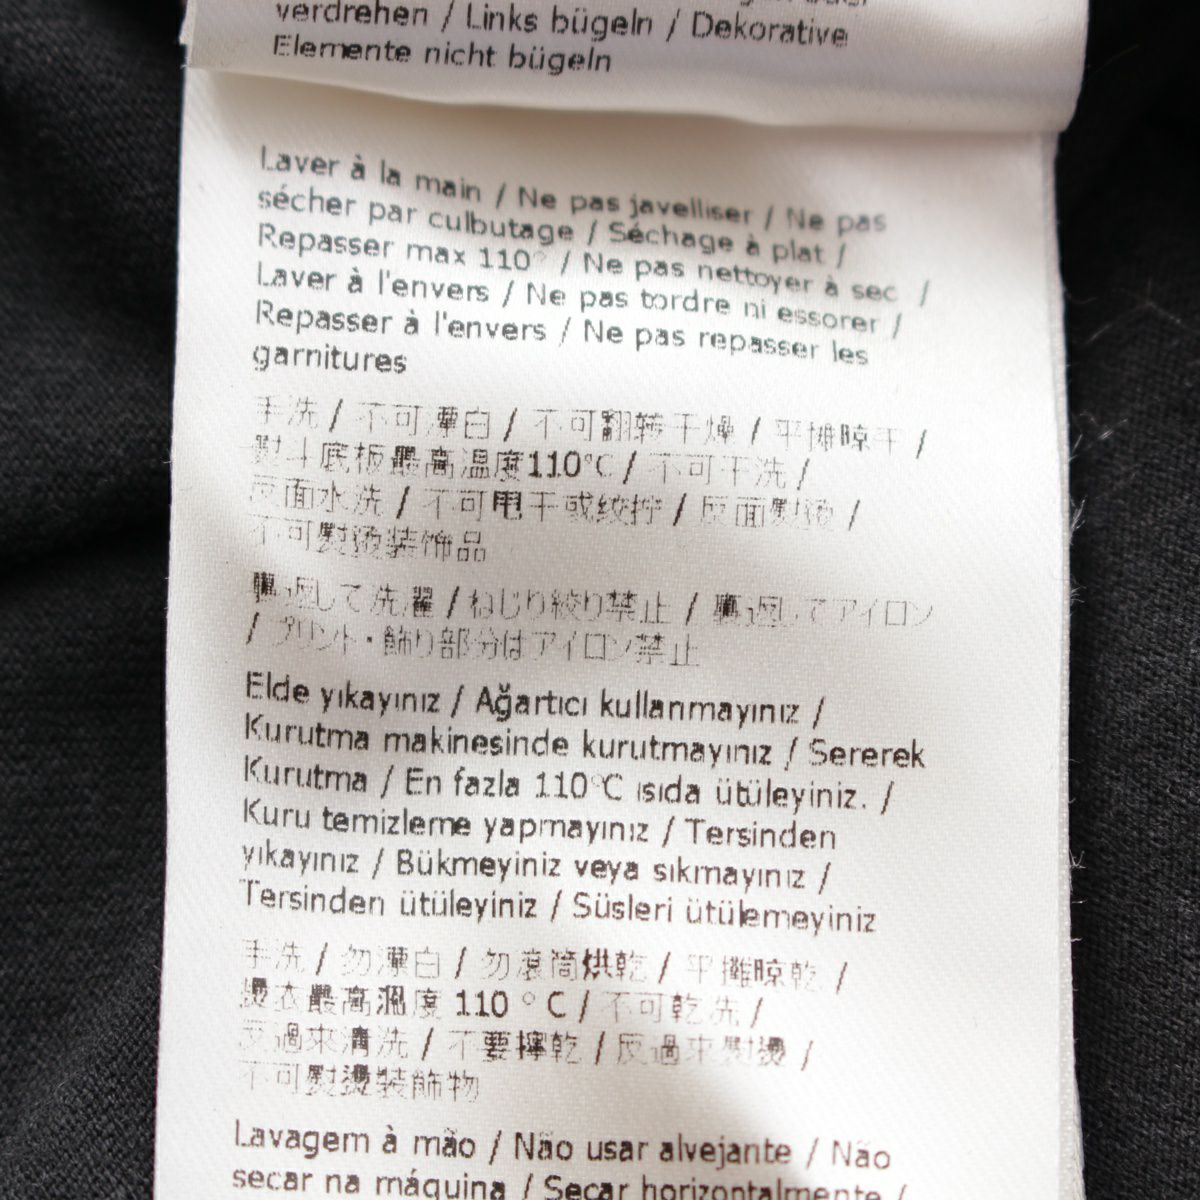 verdrehen / Links bügeln / Dekorative
Elemente nicht bügeln
Laver à la main / Ne pas javelliser / Ne pas
sécher par culbutage / Séchage à plat /
Repasser max 110° / Ne pas nettoyer à sec /
Laver à l'envers / Ne pas tordre ni essorer /
Repasser à l'envers / Ne pas repasser les
garnitures
手洗 / 不可漂白 / 不可翻转干燥 / 平摊晾干 /
熨斗底板最高温度110°C / 不可干洗 /
反面水洗 / 不可甩干或绞拧 / 反面熨烫 /
不可熨烫装饰品
裏返して洗濯 / ねじり絞り禁止 / 裏返してアイロン
/ プリント・飾り部分はアイロン禁止
Elde yıkayınız / Ağartıcı kullanmayınız /
Kurutma makinesinde kurutmayınız / Sererek
Kurutma / En fazla 110°C ısıda ütüleyiniz. /
Kuru temizleme yapmayınız / Tersinden
yıkayınız / Bükmeyiniz veya sıkmayınız /
Tersinden ütüleyiniz / Süsleri ütülemeyiniz
手洗 / 勿漂白 / 勿滾筒烘乾 / 平攤晾乾 /
燙衣最高溫度 110 ° C / 不可乾洗 /
反過來清洗 / 不要擰乾 / 反過來熨燙 /
不可熨燙裝飾物
Lavagem à mão / Não usar alvejante / Não
secar na máquina / Secar horizontalmente /